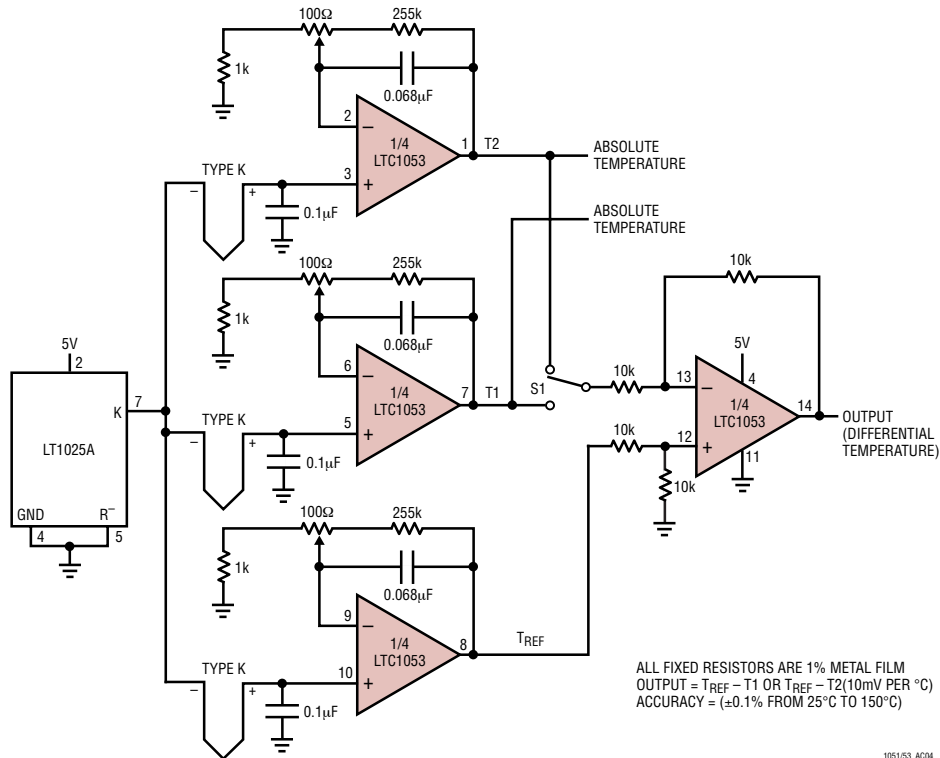 100Ω
255k
1k
0.068µF
2
–
1/4
LTC1053
1
T2
3
+
TYPE K
–
+
0.1µF
ABSOLUTE
TEMPERATURE
ABSOLUTE
TEMPERATURE
100Ω
255k
1k
0.068µF
6
–
1/4
LTC1053
7
T1
5
+
TYPE K
–
+
0.1µF
5V
2
K
7
LT1025A
GND
R–
4
5
S1
10k
10k
5V
13
–
4
1/4
LTC1053
14
12
+
11
10k
10k
OUTPUT
(DIFFERENTIAL
TEMPERATURE)
100Ω
255k
1k
0.068µF
9
–
1/4
LTC1053
8
TREF
10
+
TYPE K
–
+
0.1µF
ALL FIXED RESISTORS ARE 1% METAL FILM
OUTPUT = TREF – T1 OR TREF – T2(10mV PER °C)
ACCURACY = (±0.1% FROM 25°C TO 150°C)
1051/53 AC04